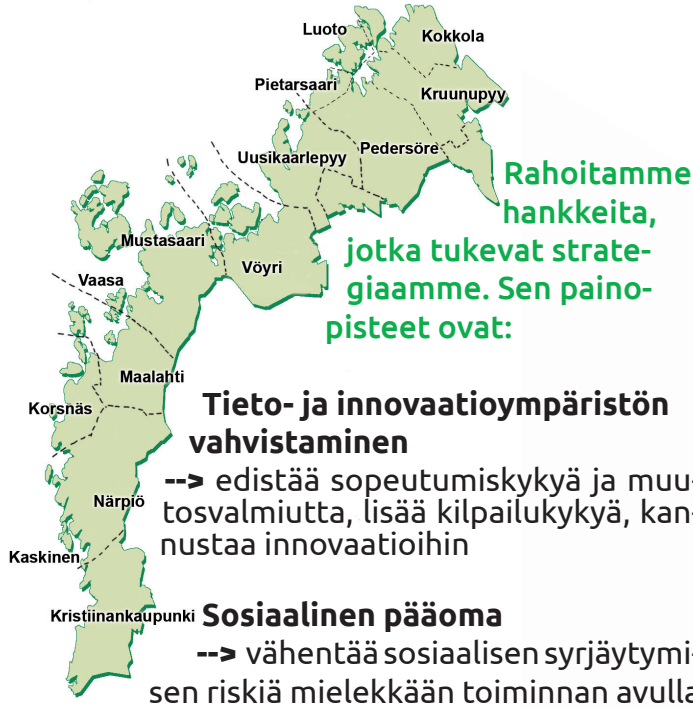 Luoto
Kokkola
Pietarsaari
Kruunupyy
Uusikaarlepyy
Pedersöre
Rahoitamme
hankkeita,
jotka tukevat strate-
giaamme. Sen paino-
pisteet ovat:
Mustasaari
Vöyri
Vaasa
Maalahti
Korsnäs
Närpiö
Kaskinen
Kristiinankaupunki
Tieto- ja innovaatioympäristön
vahvistaminen
--> edistää sopeutumiskykyä ja muu-
tosvalmiutta, lisää kilpailukykyä, kan-
nustaa innovaatioihin
Sosiaalinen pääoma
--> vähentää sosiaalisen syrjäytymi-
sen riskiä mielekkään toiminnan avulla